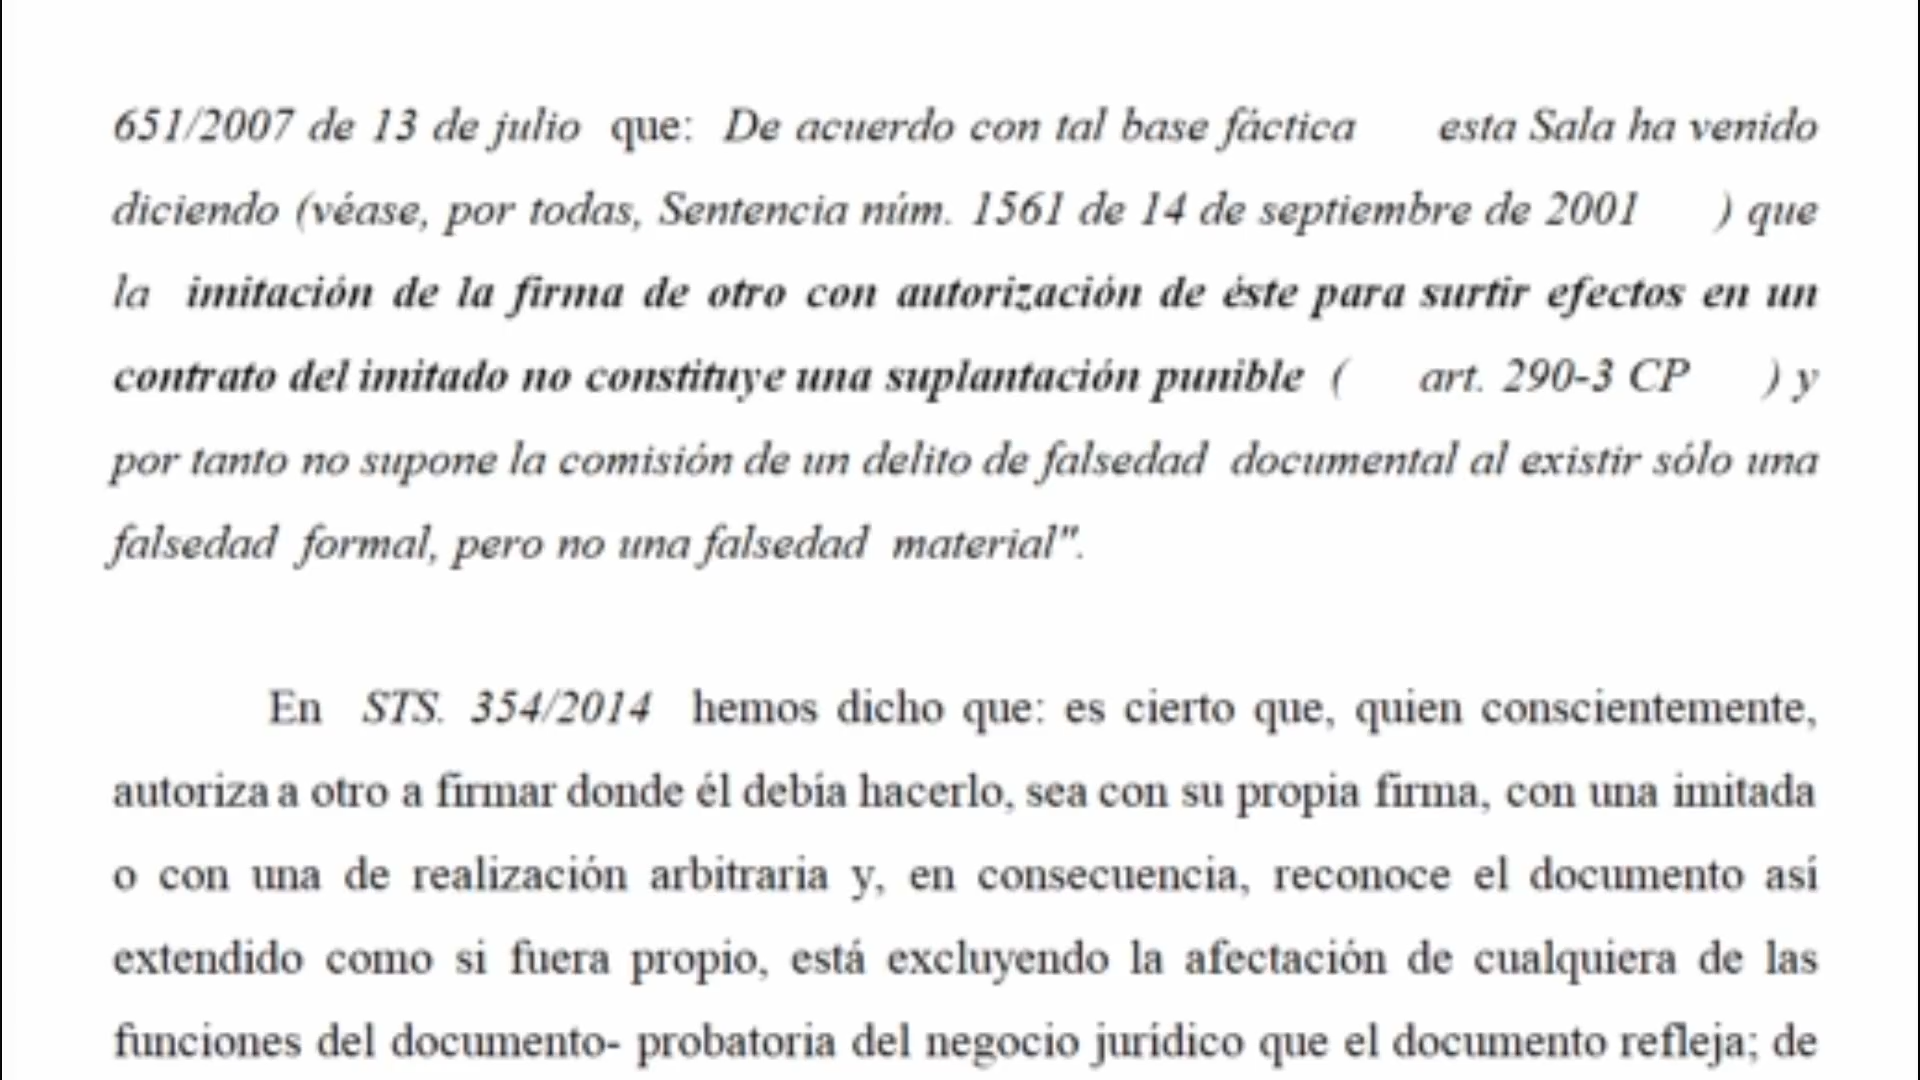 651/2007 de 13 de julio que: De acuerdo con tal base fáctica esta Sala ha venido
diciendo (véase, por todas, Sentencia núm. 1561 de 14 de septiembre de 2001 ) que
la imitación de la firma de otro con autorización de éste para surtir efectos en un
contrato del imitado no constituye una suplantación punible ( art. 290-3 CP ) y
por tanto no supone la comisión de un delito de falsedad documental al existir sólo una
falsedad formal, pero no una falsedad material".
En STS. 354/2014 hemos dicho que: es cierto que, quien conscientemente,
autoriza a otro a firmar donde él debía hacerlo, sea con su propia firma, con una imitada
o con una de realización arbitraria y, en consecuencia, reconoce el documento así
extendido como si fuera propio, está excluyendo la afectación de cualquiera de las
funciones del documento- probatoria del negocio jurídico que el documento refleja; de